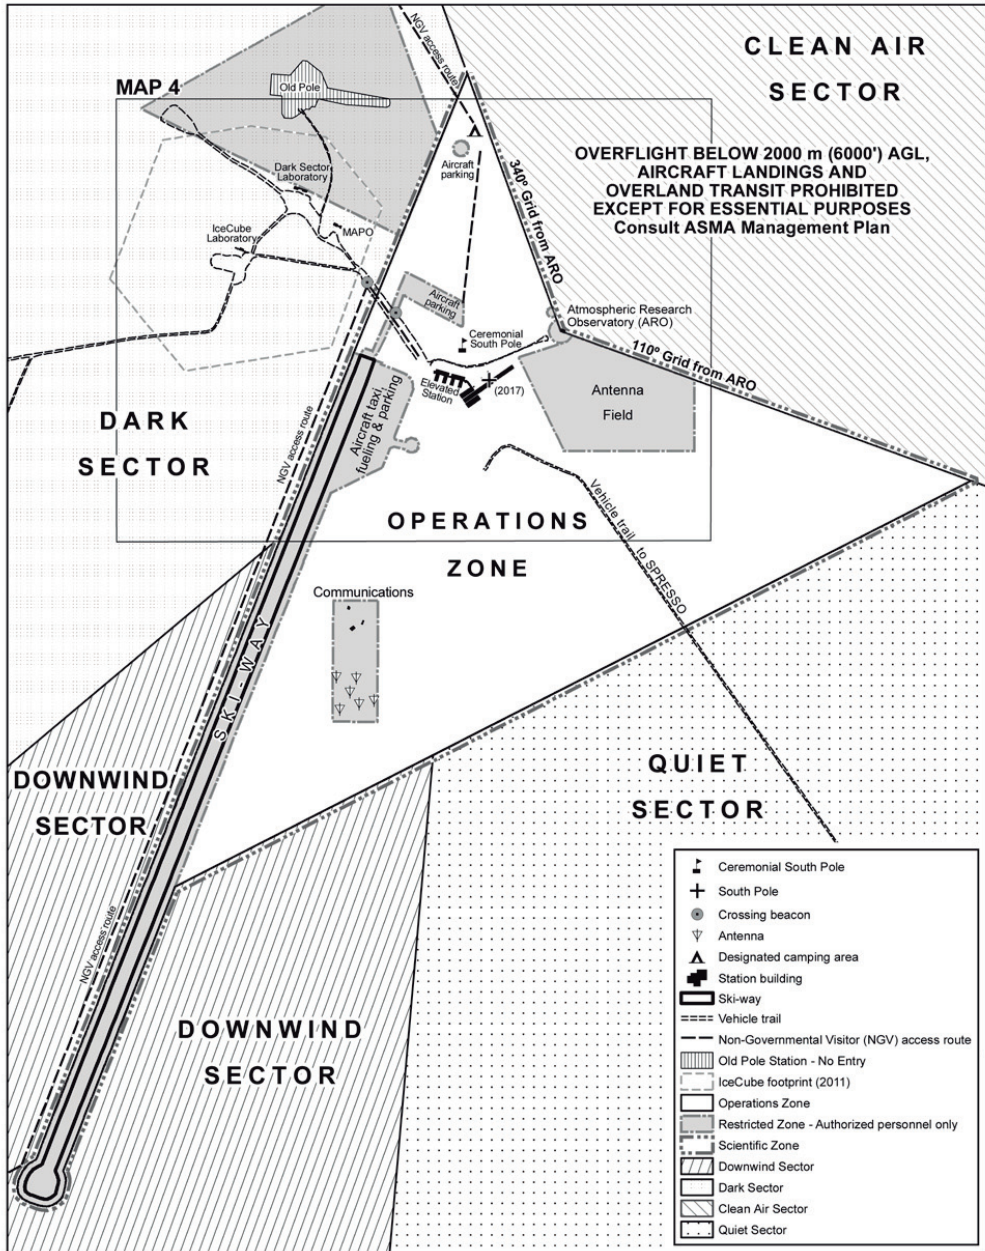 NGV access route
CLEAN AIR
SECTOR
MAP 4
Old Pole
OVERFLIGHT BELOW 2000 m (6000') AGL,
AIRCRAFT LANDINGS AND
OVERLAND TRANSIT PROHIBITED
EXCEPT FOR ESSENTIAL PURPOSES
Consult ASMA Management Plan
Aircraft
parking
Dark Sector
Laboratory
340º Grid from ARO
IceCube
Laboratory
MAPO
Aircraft
parking
Atmospheric Research
Observatory (ARO)
Ceremonial
South Pole
110º Grid from ARO
Elevated
Station
(2017)
Antenna
Field
Aircraft taxi,
fueling & parking
DARK
SECTOR
NGV access route
OPERATIONS
ZONE
Vehicle trail to SPRESSO
Communications
SKI-WAY
DOWNWIND
SECTOR
QUIET
SECTOR
NGV access route
DOWNWIND
SECTOR
Ceremonial South Pole
South Pole
Crossing beacon
Antenna
Designated camping area
Station building
Ski-way
Vehicle trail
Non-Governmental Visitor (NGV) access route
Old Pole Station - No Entry
IceCube footprint (2011)
Operations Zone
Restricted Zone - Authorized personnel only
Scientific Zone
Downwind Sector
Dark Sector
Clean Air Sector
Quiet Sector